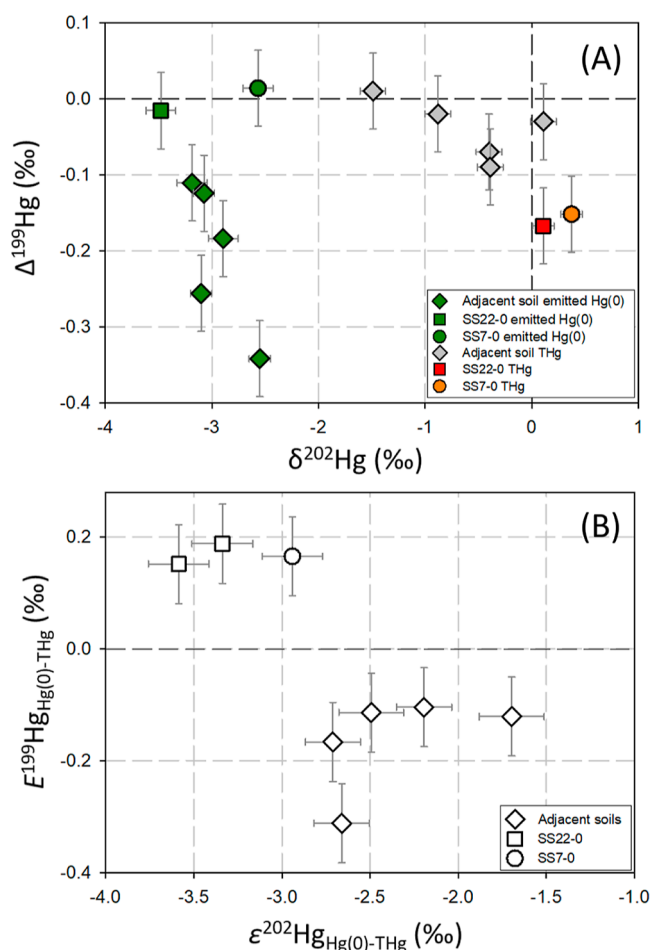 0.1
0.0
-0.1
-0.2
-0.3
-0.4
Δ¹⁹⁹Hg (‰)
(A)
Adjacent soil emitted Hg(0)
SS22-0 emitted Hg(0)
SS7-0 emitted Hg(0)
Adjacent soil THg
SS22-0 THg
SS7-0 THg
-4 -3 -2 -1 0 1
δ²⁰²Hg (‰)
(B)
0.2
0.0
-0.2
-0.4
E¹⁹⁹Hg_Hg(0)-THg
(‰)
Adjacent soils
SS22-0
SS7-0
-4.0 -3.5 -3.0 -2.5 -2.0 -1.5 -1.0
ε²⁰²Hg_Hg(0)-THg (‰)